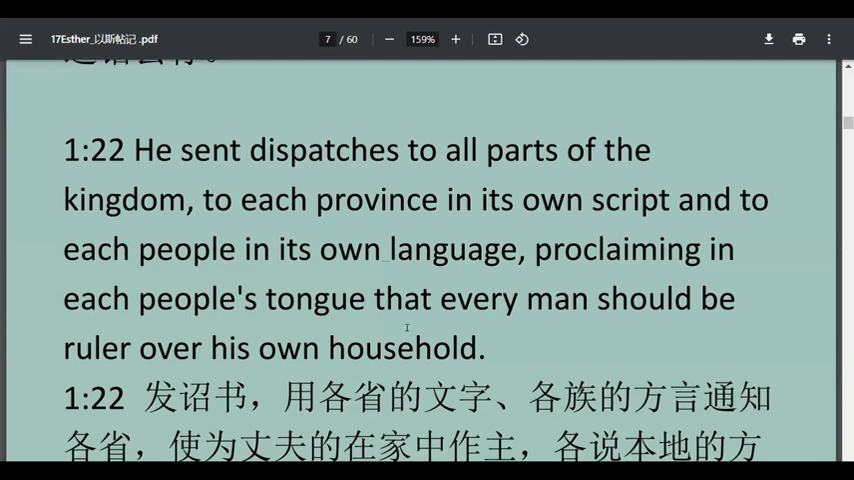 17Esther_以斯帖记 .pdf
7 / 60
159%
1:22 He sent dispatches to all parts of the
kingdom, to each province in its own script and to
each people in its own language, proclaiming in
each people's tongue that every man should be
ruler over his own household.
1:22 发诏书，用各省的文字、各族的方言通知
各省，使为丈夫的在家中作主，各说本地的方